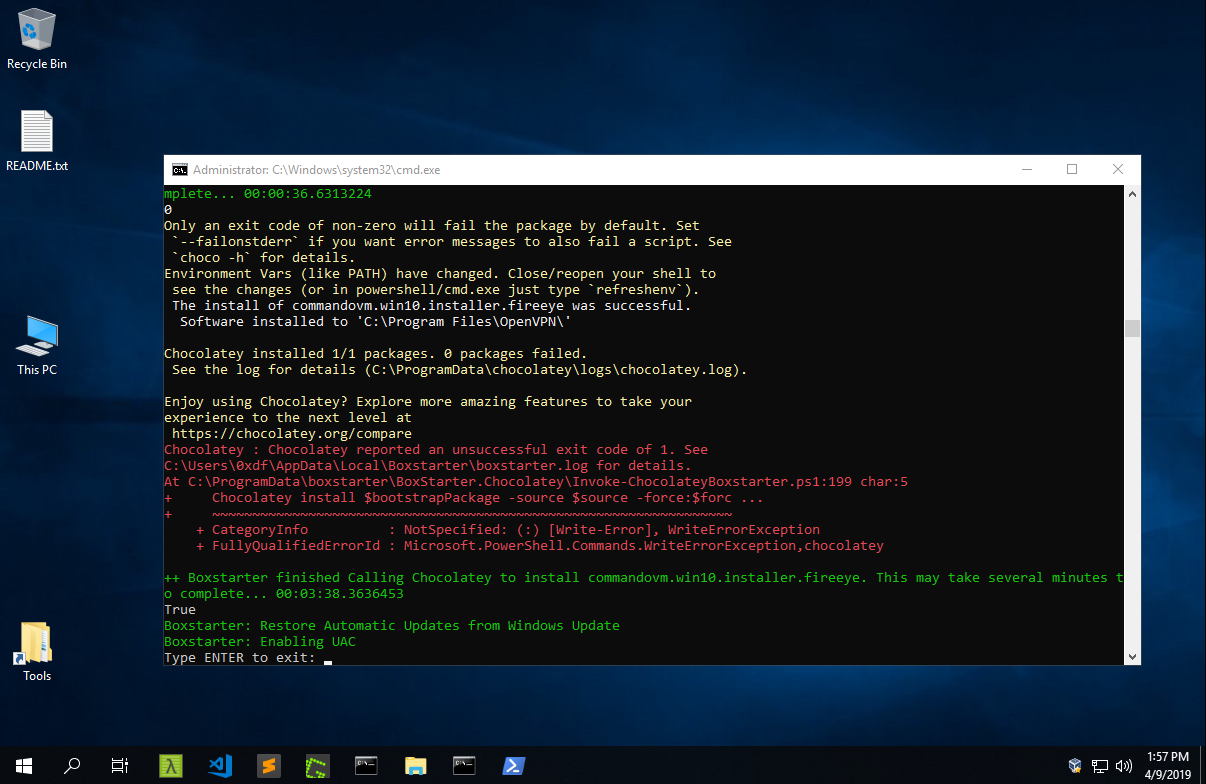 Recycle Bin
README.txt
This PC
Tools
Administrator: C:\Windows\system32\cmd.exe
mplete... 00:00:36.6313224
0
Only an exit code of non-zero will fail the package by default. Set
`--failonstderr` if you want error messages to also fail a script. See
`choco -h` for details.
Environment Vars (like PATH) have changed. Close/reopen your shell to
see the changes (or in powershell/cmd.exe just type `refreshenv`).
The install of commandovm.win10.installer.fireeye was successful.
Software installed to 'C:\Program Files\OpenVPN\'
Chocolatey installed 1/1 packages. 0 packages failed.
See the log for details (C:\ProgramData\chocolatey\logs\chocolatey.log).
Enjoy using Chocolatey? Explore more amazing features to take your
experience to the next level at
https://chocolatey.org/compare
Chocolatey : Chocolatey reported an unsuccessful exit code of 1. See
C:\Users\0xdf\AppData\Local\Boxstarter\boxstarter.log for details.
At C:\ProgramData\boxstarter\BoxStarter.Chocolatey\Invoke-ChocolateyBoxstarter.ps1:199 char:5
+     Chocolatey install $bootstrapPackage -source $source -force:$forc ...
+     ~~~~~~~~~~~~~~~~~~~~~~~~~~~~~~~~~~~~~~~~~~~~~~~~~~~~~~~~~~~~~~~~~
+ CategoryInfo          : NotSpecified: (:) [Write-Error], WriteErrorException
+ FullyQualifiedErrorId : Microsoft.PowerShell.Commands.WriteErrorException,chocolatey
++ Boxstarter finished Calling Chocolatey to install commandovm.win10.installer.fireeye. This may take several minutes t
o complete... 00:03:38.3636453
True
Boxstarter: Restore Automatic Updates from Windows Update
Boxstarter: Enabling UAC
Type ENTER to exit:
1:57 PM
4/9/2019